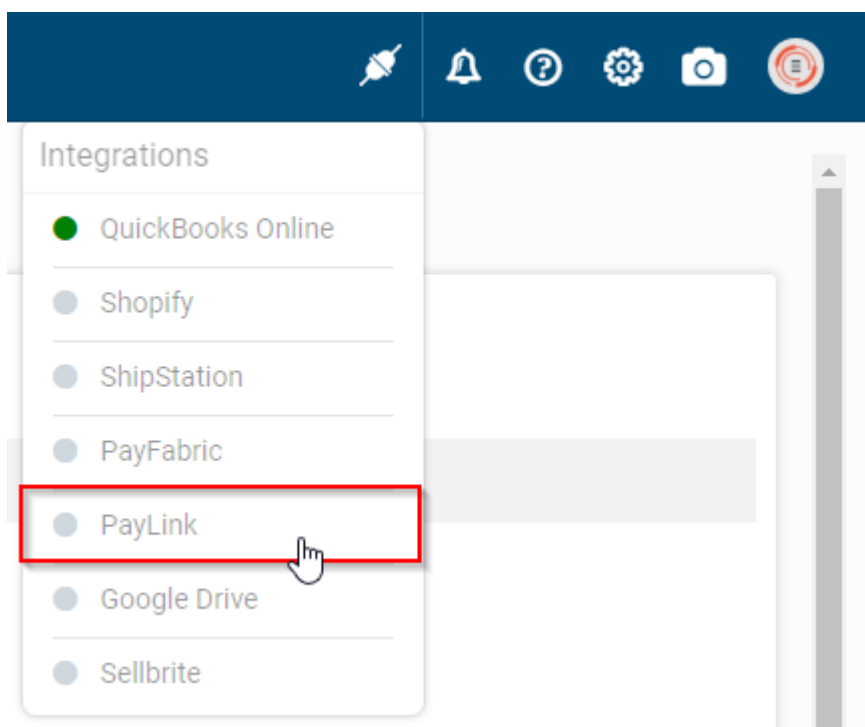 Integrations
QuickBooks Online
Shopify
ShipStation
PayFabric
PayLink
Google Drive
Sellbrite